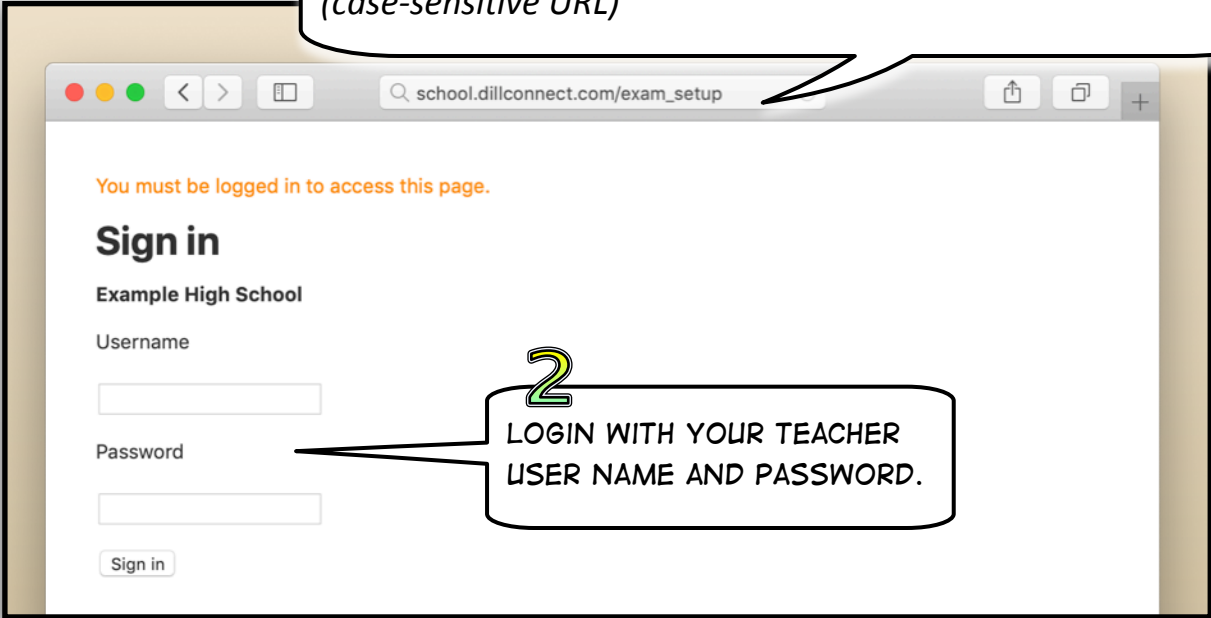 (case-sensitive URL)
school.dillconnect.com/exam_setup
You must be logged in to access this page.
Sign in
Example High School
Username
2
LOGIN WITH YOUR TEACHER
USER NAME AND PASSWORD.
Password
Sign in